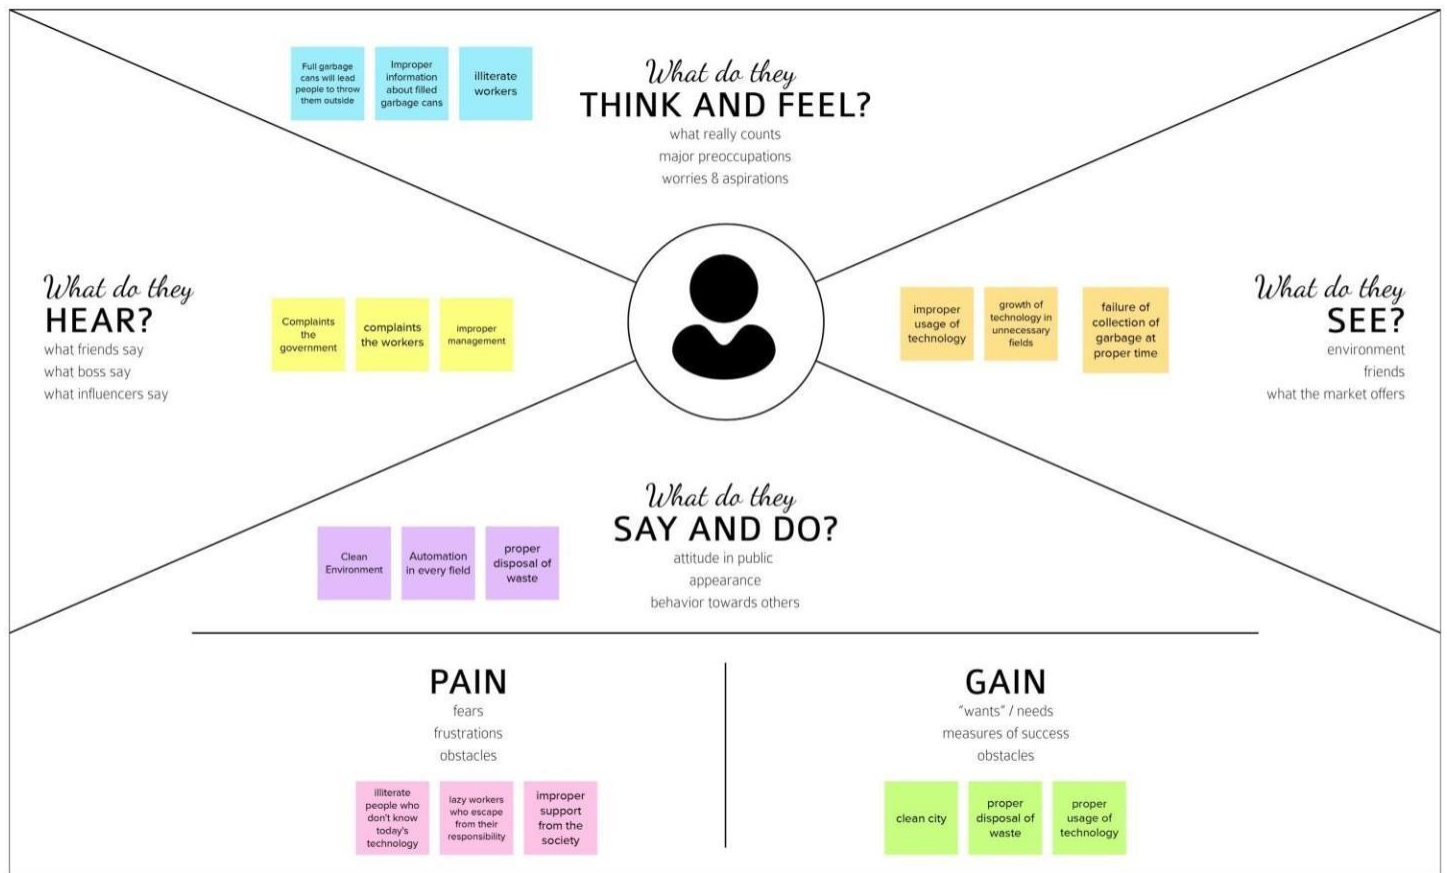 Full garbage
cans will lead
people to throw
them outside
Improper
information
about filled
garbage cans
illiterate
workers
What do they
THINK AND FEEL?
what really counts
major preoccupations
worries & aspirations
What do they
HEAR?
what friends say
what boss say
what influencers say
Complaints
the
government
complaints
the workers
improper
management
improper
usage of
technology
growth of
technology in
unnecessary
fields
failure of
collection of
garbage at
proper time
What do they
SEE?
environment
friends
what the market offers
What do they
SAY AND DO?
attitude in public
appearance
behavior towards others
Clean
Environment
Automation
in every field
proper
disposal of
waste
PAIN
fears
frustrations
obstacles
illiterate
people who
don't know
today's
technology
lazy workers
who escape
from their
responsibility
improper
support
from the
society
GAIN
"wants" / needs
measures of success
obstacles
clean city
proper
disposal of
waste
proper
usage of
technology